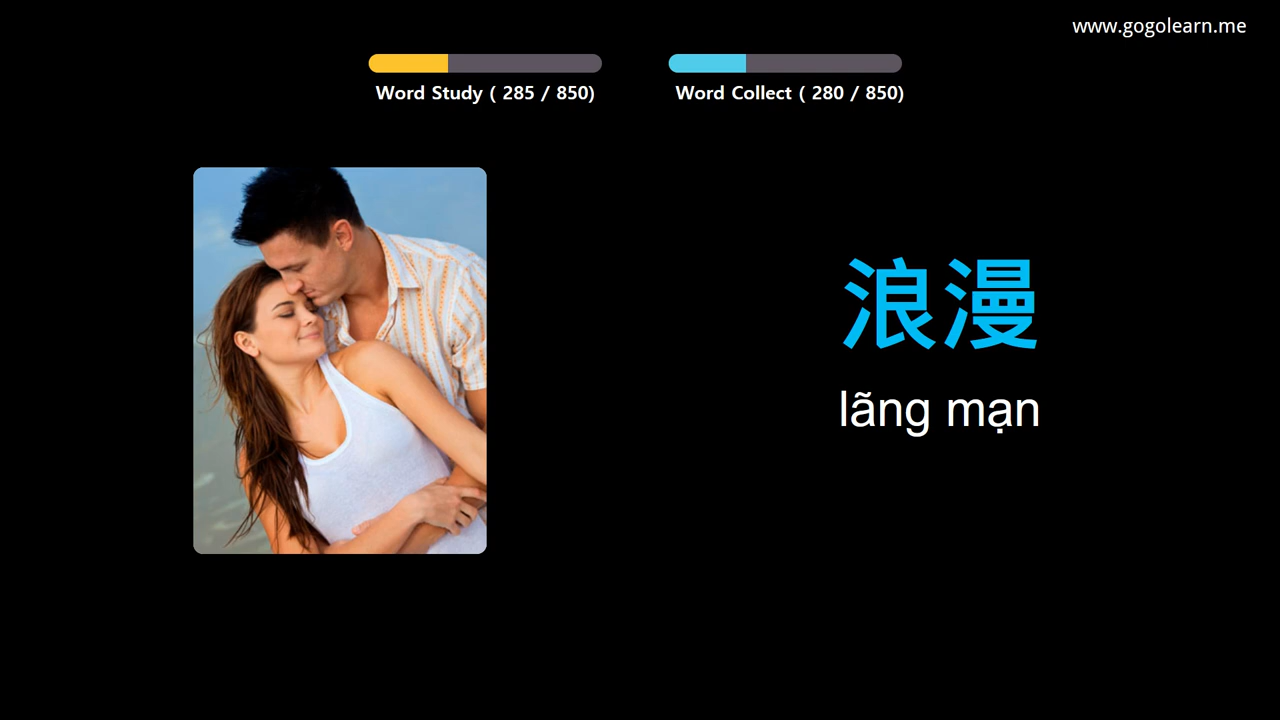 www.gogolearn.me
Word Study ( 285 / 850)
Word Collect ( 280 / 850)
浪漫
lãng mạn